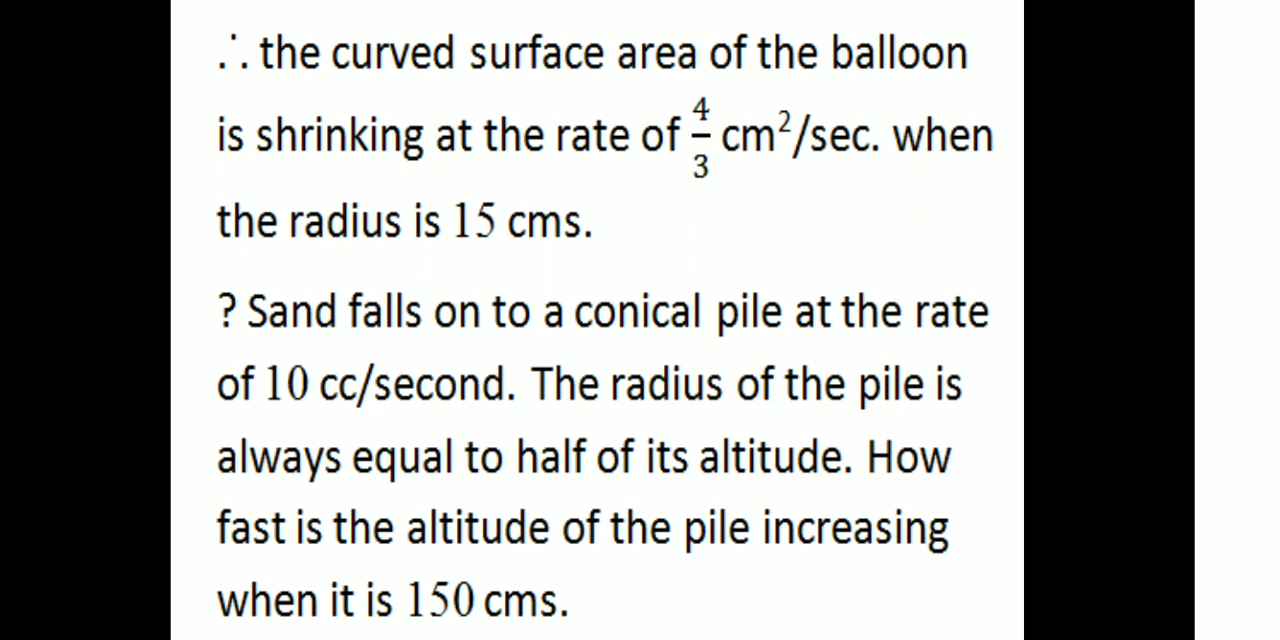 ∴ the curved surface area of the balloon
is shrinking at the rate of 4/3 cm²/sec. when
the radius is 15 cms.
? Sand falls on to a conical pile at the rate
of 10 cc/second. The radius of the pile is
always equal to half of its altitude. How
fast is the altitude of the pile increasing
when it is 150 cms.